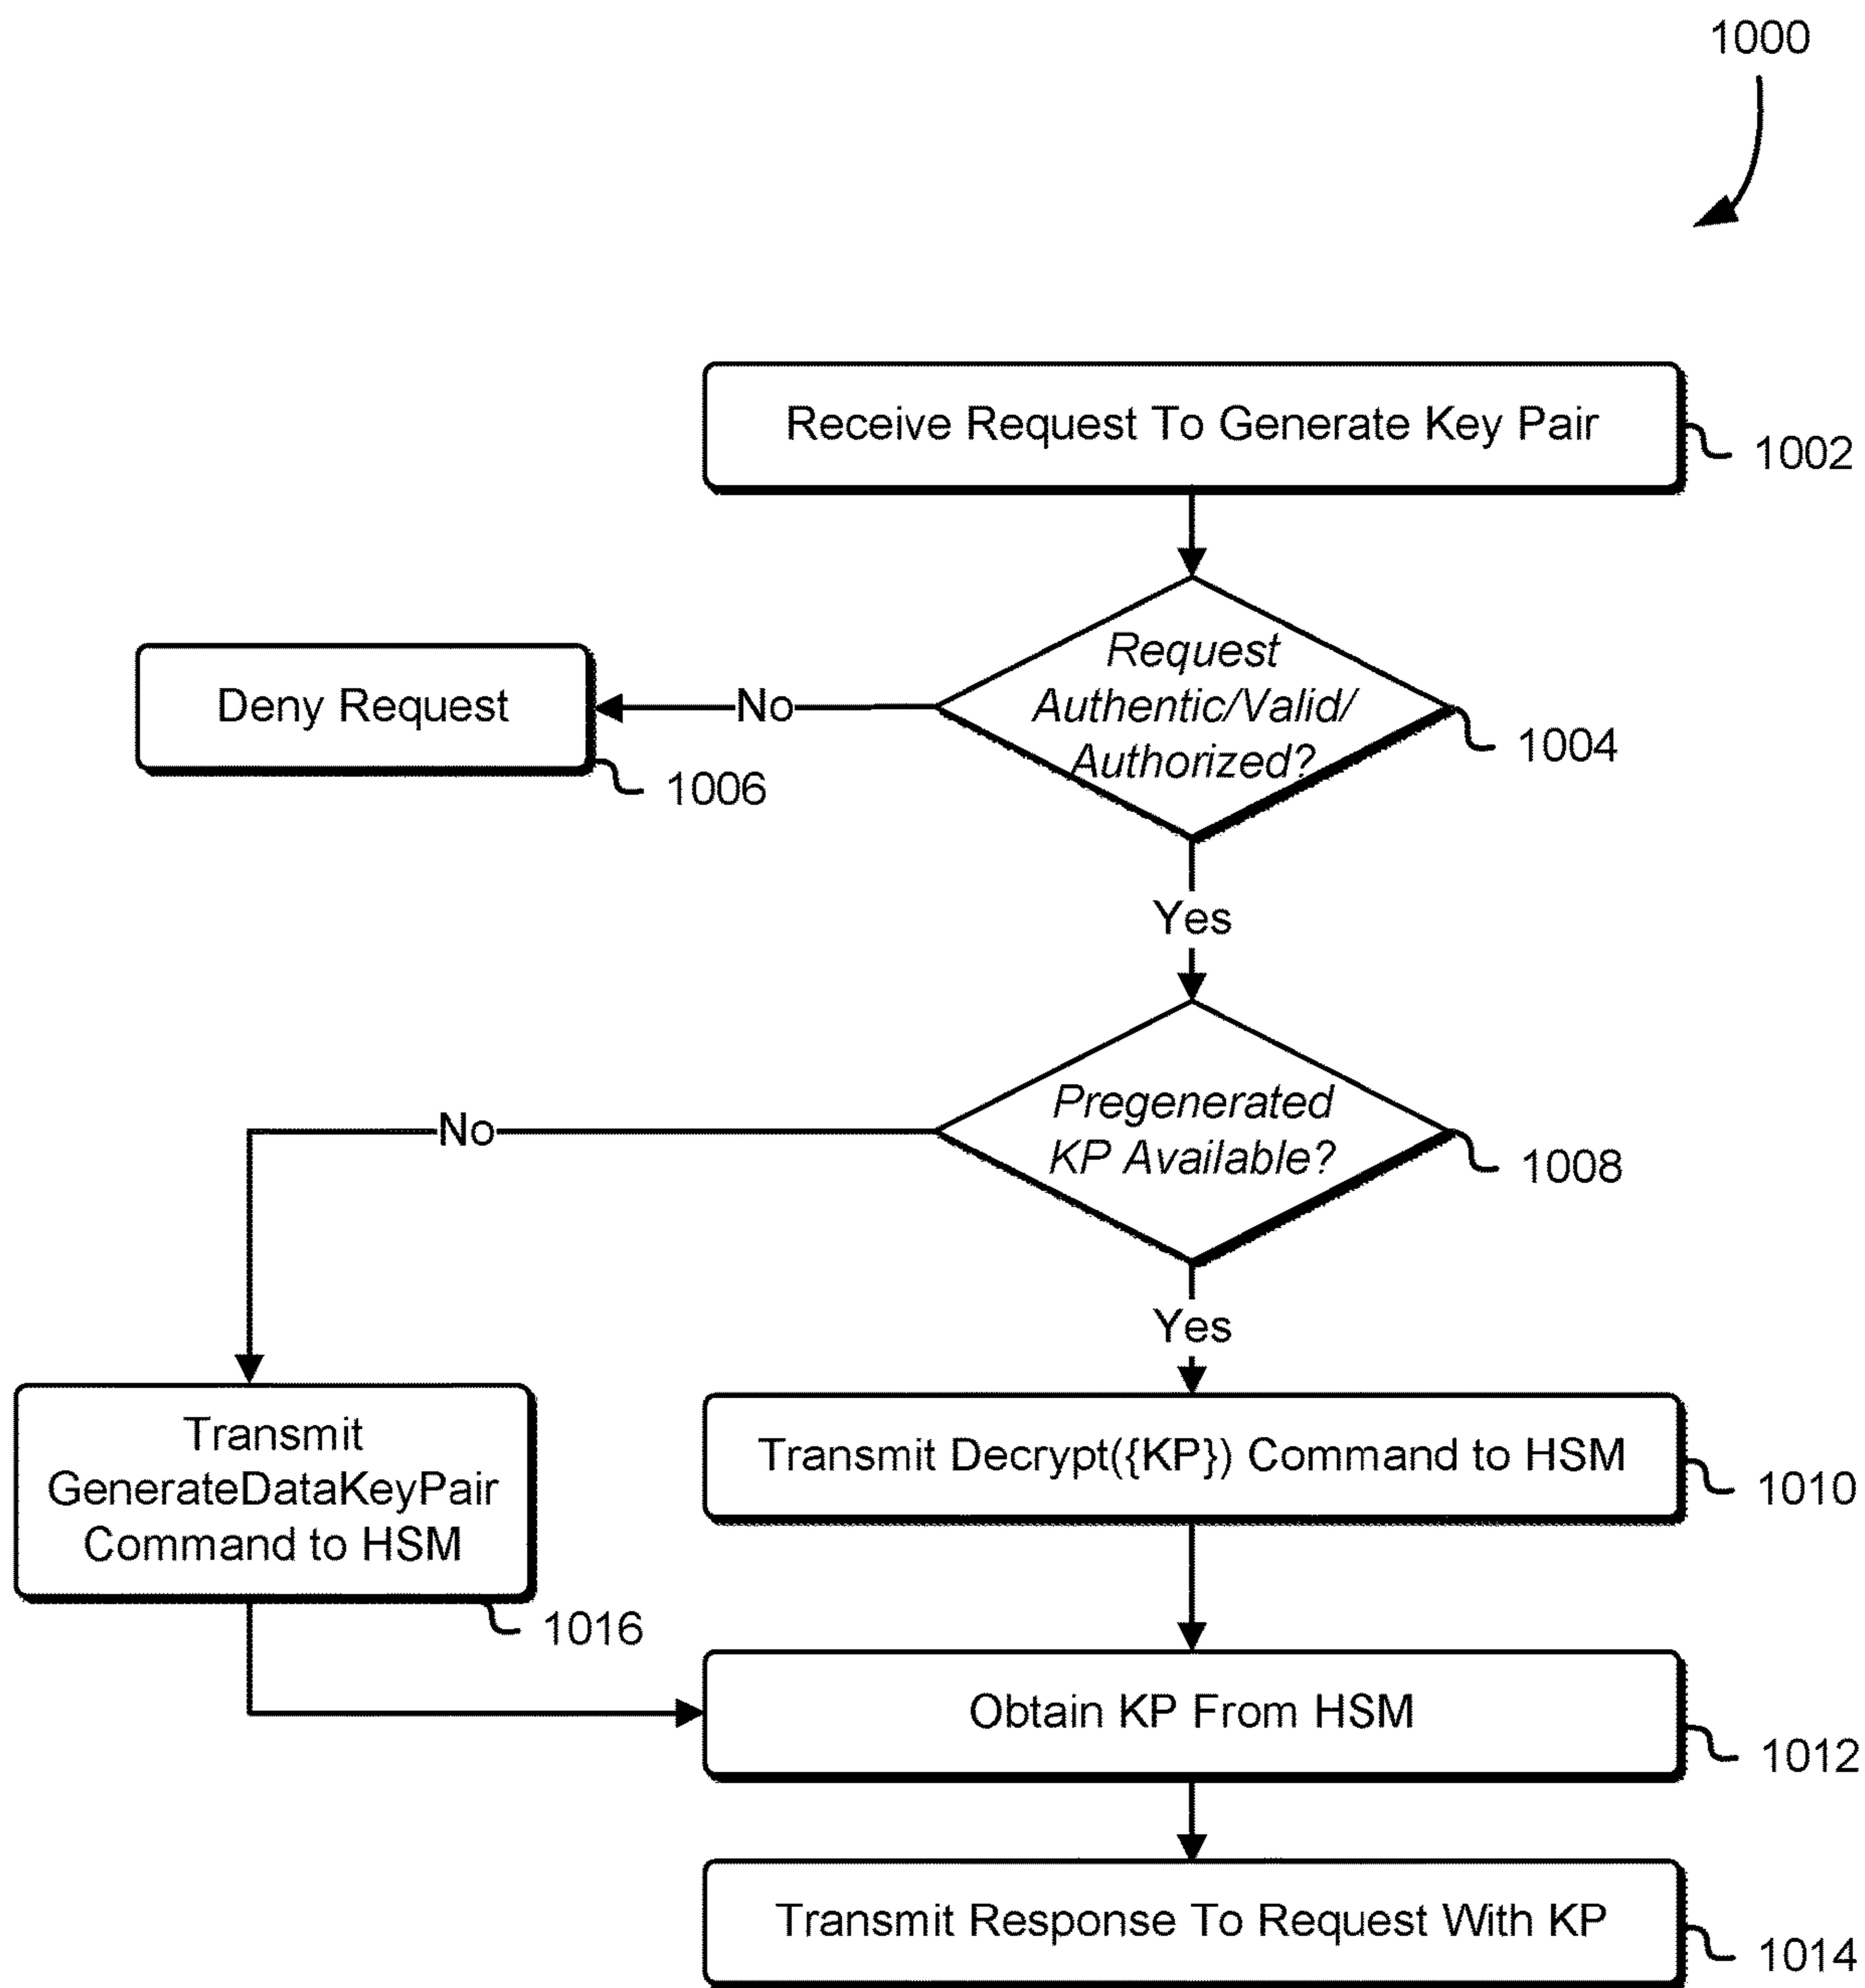 1000
Receive Request To Generate Key Pair
1002
Request
Authentic/Valid/
Authorized?
1004
No
Deny Request
1006
Yes
Pregenerated
KP Available?
1008
No
Yes
Transmit
GenerateDataKeyPair
Command to HSM
1016
Transmit Decrypt({KP}) Command to HSM
1010
Obtain KP From HSM
1012
Transmit Response To Request With KP
1014